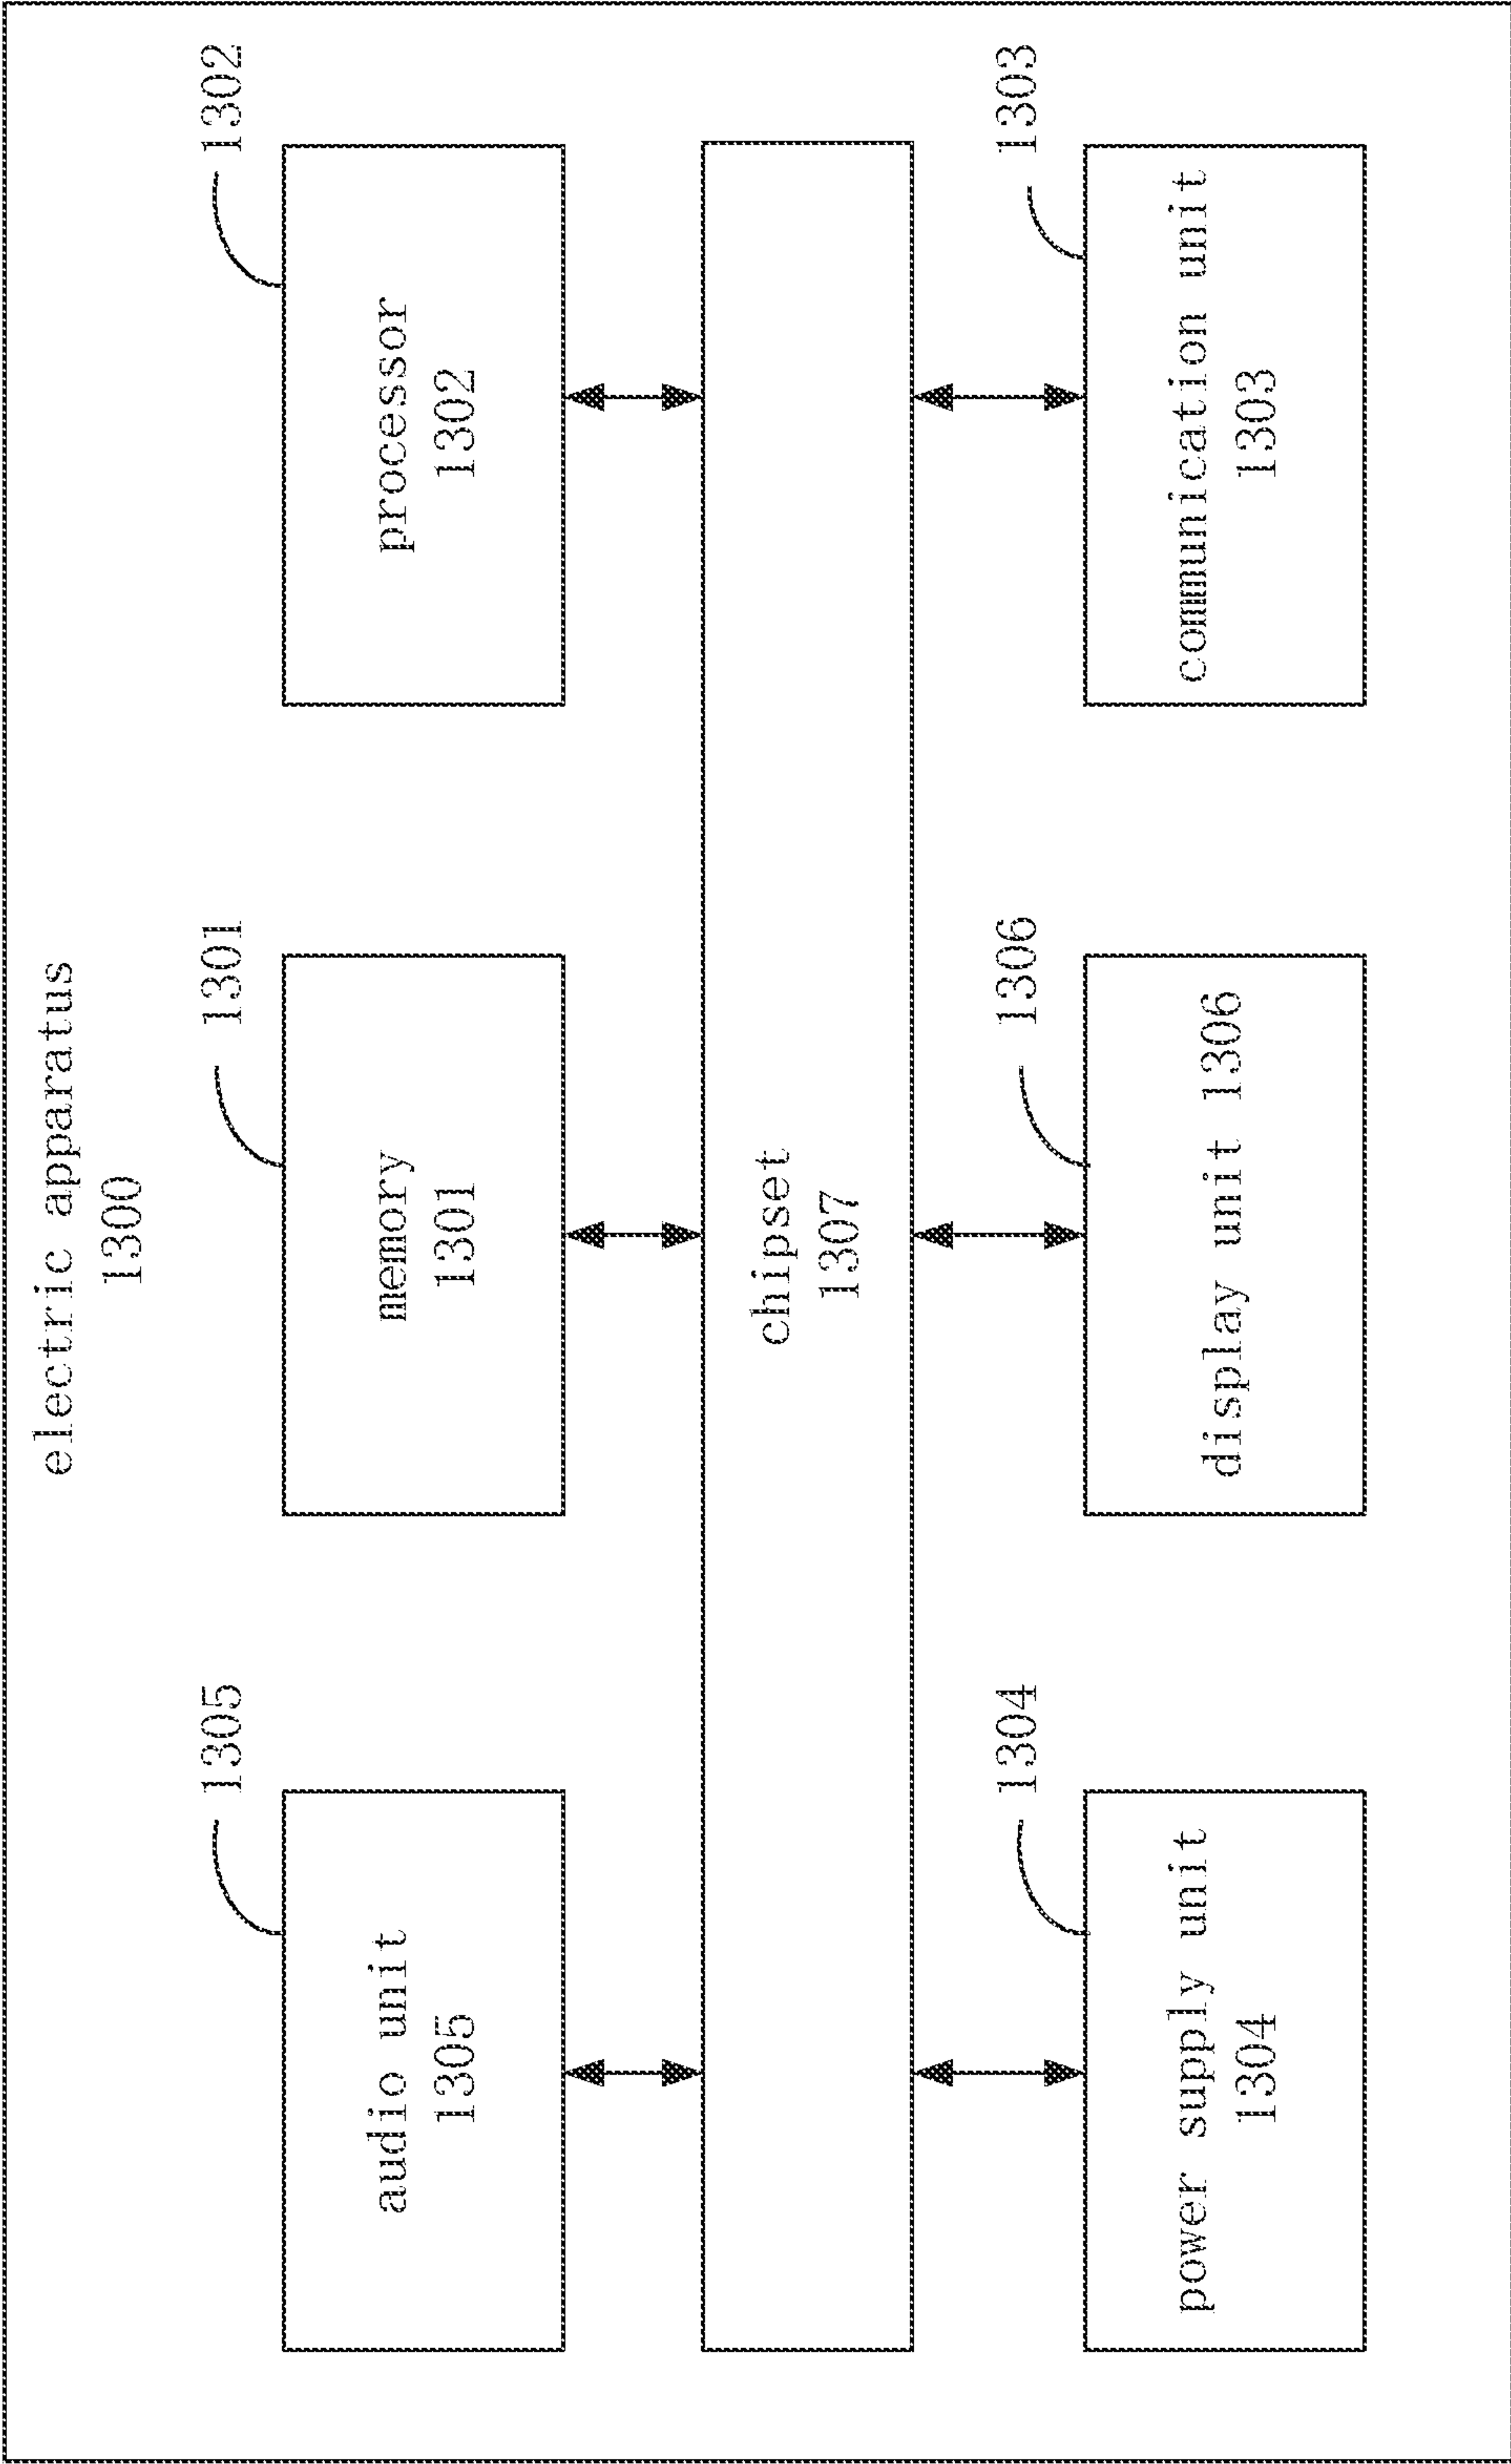 electric apparatus
1300
1305
1301
1302
audio unit
1305
memory
1301
processor
1302
chipset
1307
1304
1306
1303
power supply unit
1304
display unit 1306
communication unit
1303